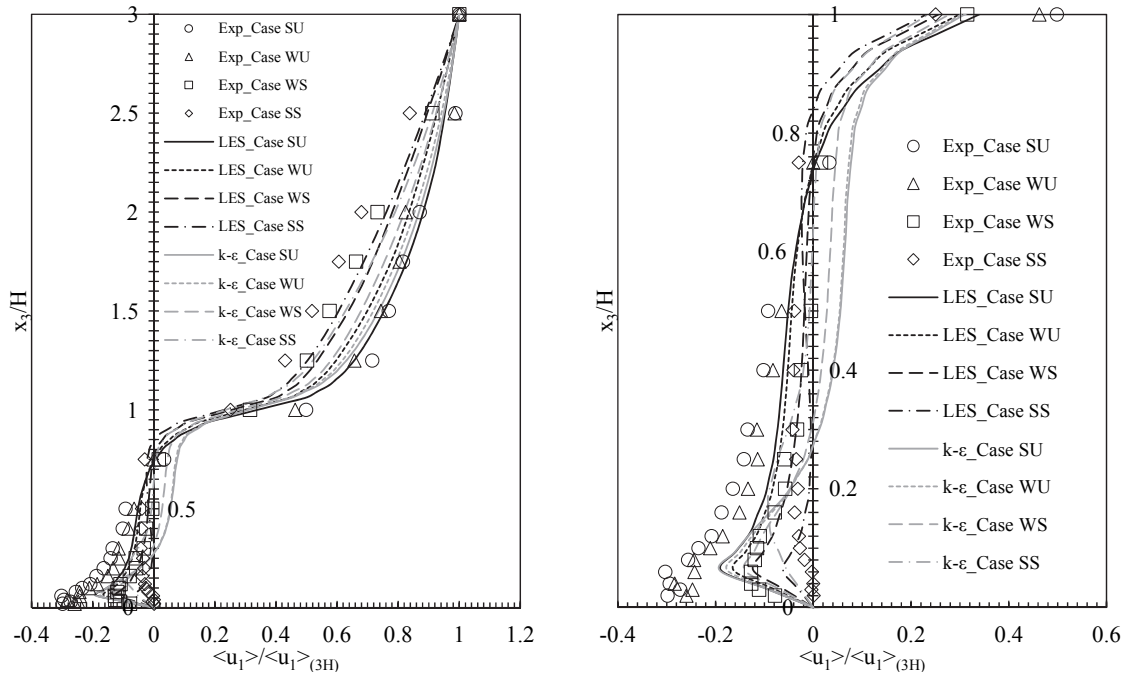 3
2.5
2
1.5
1
0.5
0
x3/H
-0.4 -0.2 0 0.2 0.4 0.6 0.8 1 1.2
<u1>/<u1>(3H)
Exp_Case SU
Exp_Case WU
Exp_Case WS
Exp_Case SS
LES_Case SU
LES_Case WU
LES_Case WS
LES_Case SS
k-ε_Case SU
k-ε_Case WU
k-ε_Case WS
k-ε_Case SS
1
0.8
0.6
0.4
0.2
0
x3/H
-0.4 -0.2 0 0.2 0.4 0.6
<u1>/<u1>(3H)
Exp_Case SU
Exp_Case WU
Exp_Case WS
Exp_Case SS
LES_Case SU
LES_Case WU
LES_Case WS
LES_Case SS
k-ε_Case SU
k-ε_Case WU
k-ε_Case WS
k-ε_Case SS